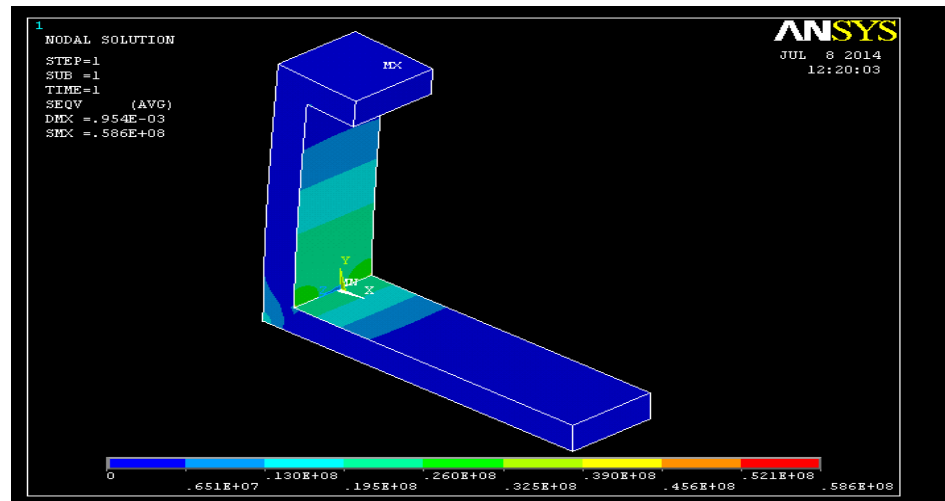 1
NODAL SOLUTION
STEP=1
SUB =1
TIME=1
SEQV (AVG)
DMX =.954E-03
SMX =.586E+08
ANSYS
JUL 8 2014
12:20:03
MX
Y
MN
X
0 .130E+08 .260E+08 .390E+08 .521E+08
.651E+07 .195E+08 .325E+08 .456E+08 .586E+08